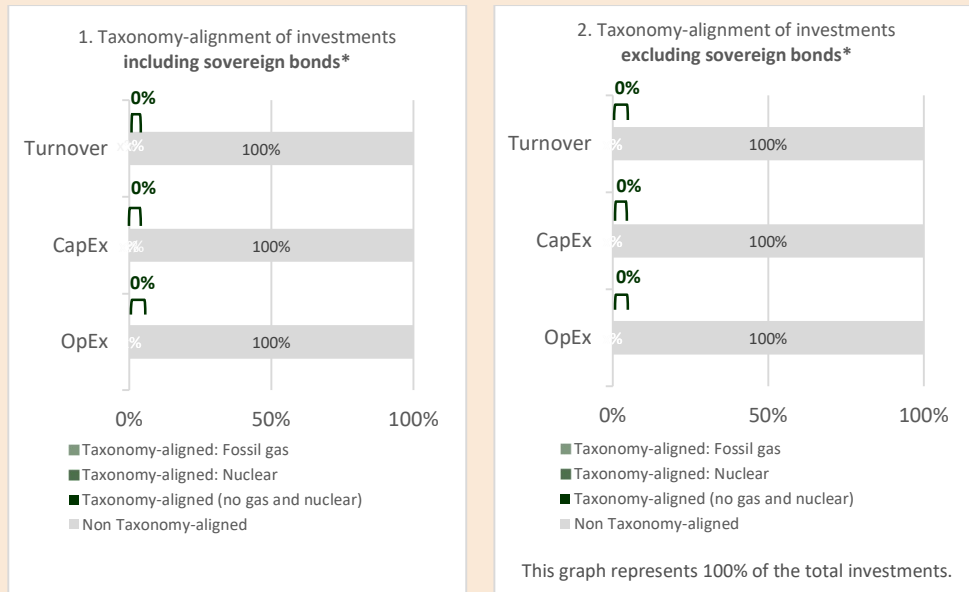 1. Taxonomy-alignment of investments
including sovereign bonds*
0%
Turnover
100%
0%
CapEx
100%
0%
OpEx
%
100%
0% 50% 100%
Taxonomy-aligned: Fossil gas
Taxonomy-aligned: Nuclear
Taxonomy-aligned (no gas and nuclear)
Non Taxonomy-aligned
2. Taxonomy-alignment of investments
excluding sovereign bonds*
0%
Turnover
%
100%
0%
CapEx
%
100%
0%
OpEx
%
100%
0% 50% 100%
Taxonomy-aligned: Fossil gas
Taxonomy-aligned: Nuclear
Taxonomy-aligned (no gas and nuclear)
Non Taxonomy-aligned
This graph represents 100% of the total investments.